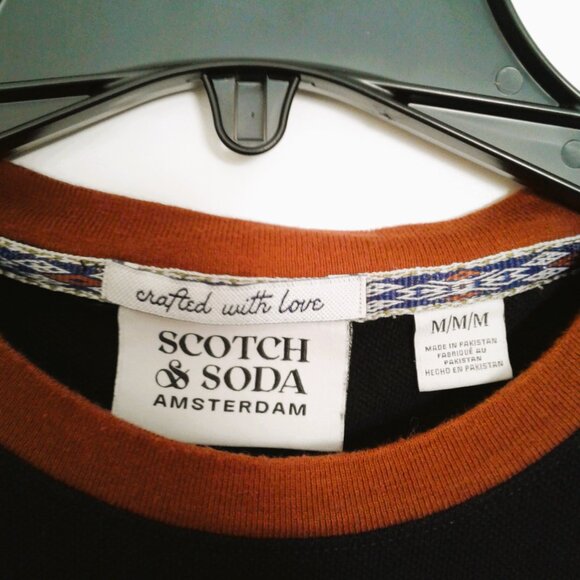 crafted with love
SCOTCH
& SODA
AMSTERDAM
M/M/M
MADE IN PAKISTAN
FABRIQUÉ AU
PAKISTAN
HECHO EN PAKISTAN